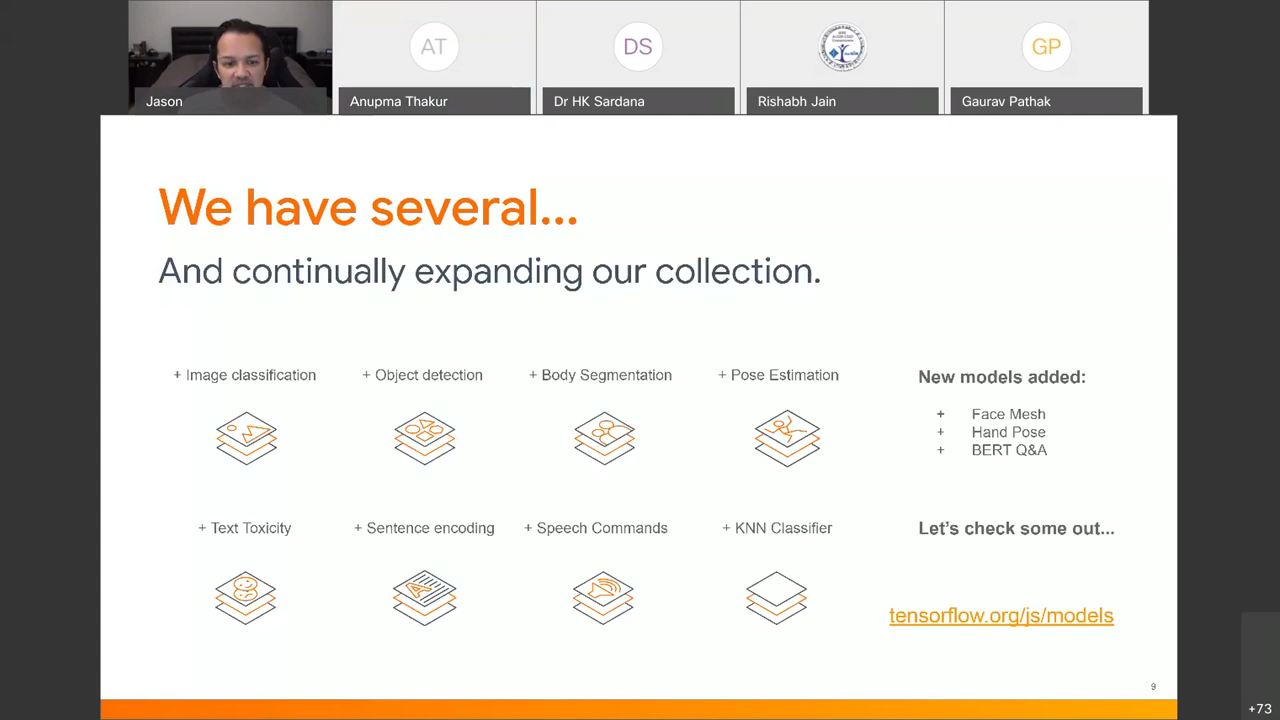 AT
DS
GP
Jason
Anupma Thakur
Dr HK Sardana
Rishabh Jain
Gaurav Pathak
We have several...
And continually expanding our collection.
+ Image classification
+ Object detection
+ Body Segmentation
+ Pose Estimation
New models added:
+ Face Mesh
+ Hand Pose
+ BERT Q&A
+ Text Toxicity
+ Sentence encoding
+ Speech Commands
+ KNN Classifier
Let's check some out...
tensorflow.org/js/models
9
+73